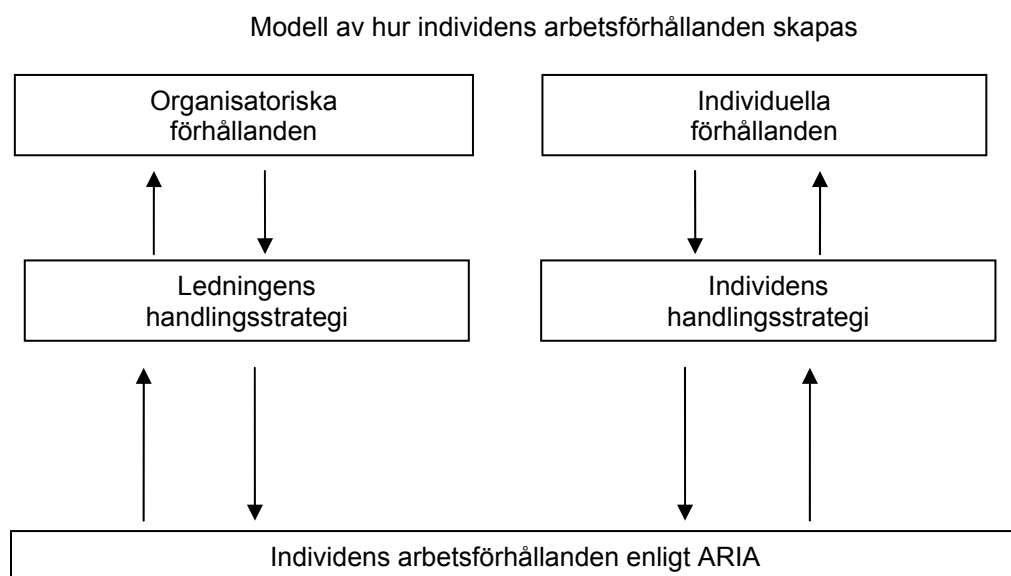 Modell av hur individens arbetsförhållanden skapas
Organisatoriska
förhållanden
Individuella
förhållanden
Ledningens
handlingsstrategi
Individens
handlingsstrategi
Individens arbetsförhållanden enligt ARIA